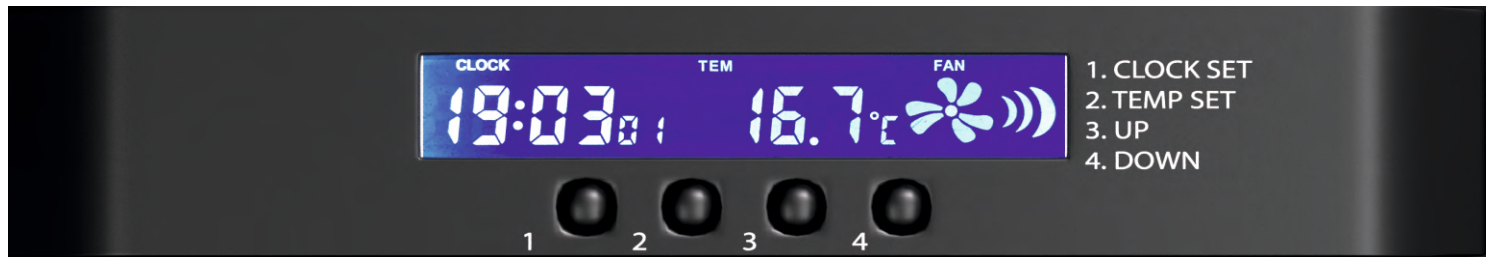 CLOCK TEM FAN
19:03 01 16.7°C
1. CLOCK SET
2. TEMP SET
3. UP
4. DOWN
1 2 3 4